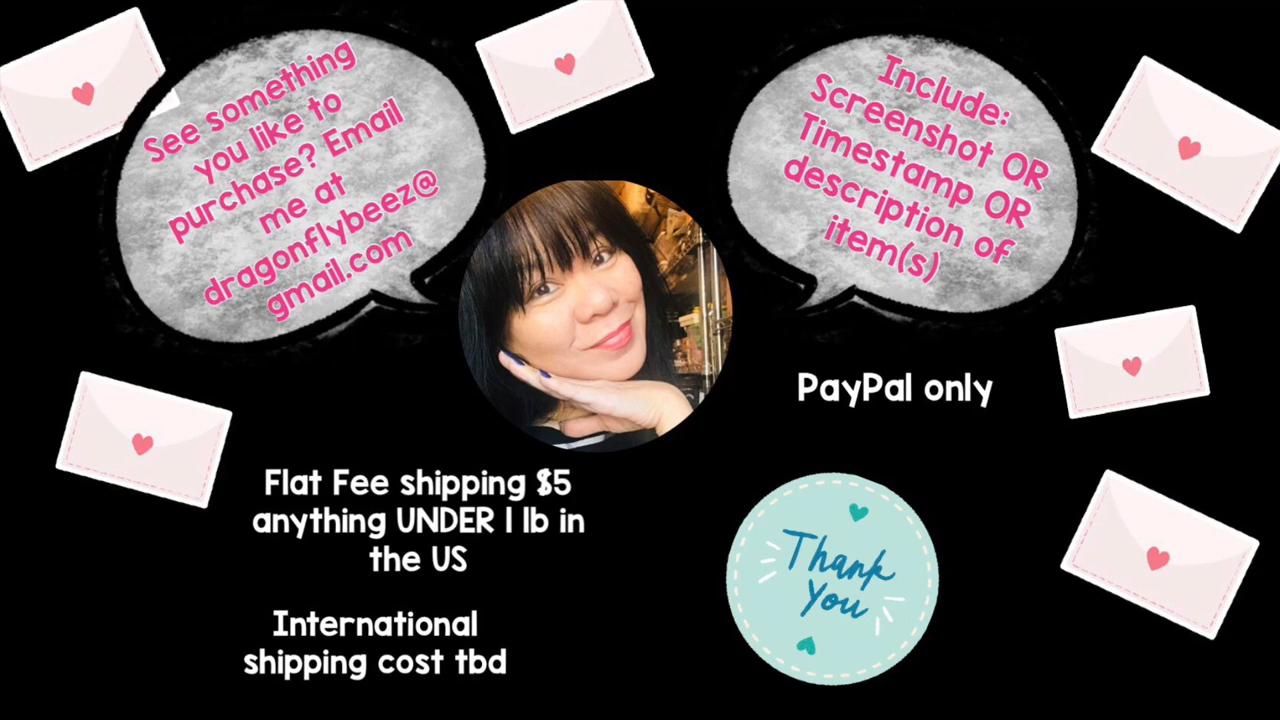 See something
you like to
purchase? Email
me at
dragonflybeez@
gmail.com
Include:
Screenshot OR
Timestamp OR
description of
item(s)
PayPal only
Flat Fee shipping $5
anything UNDER 1 lb in
the US
International
shipping cost tbd
Thank
You